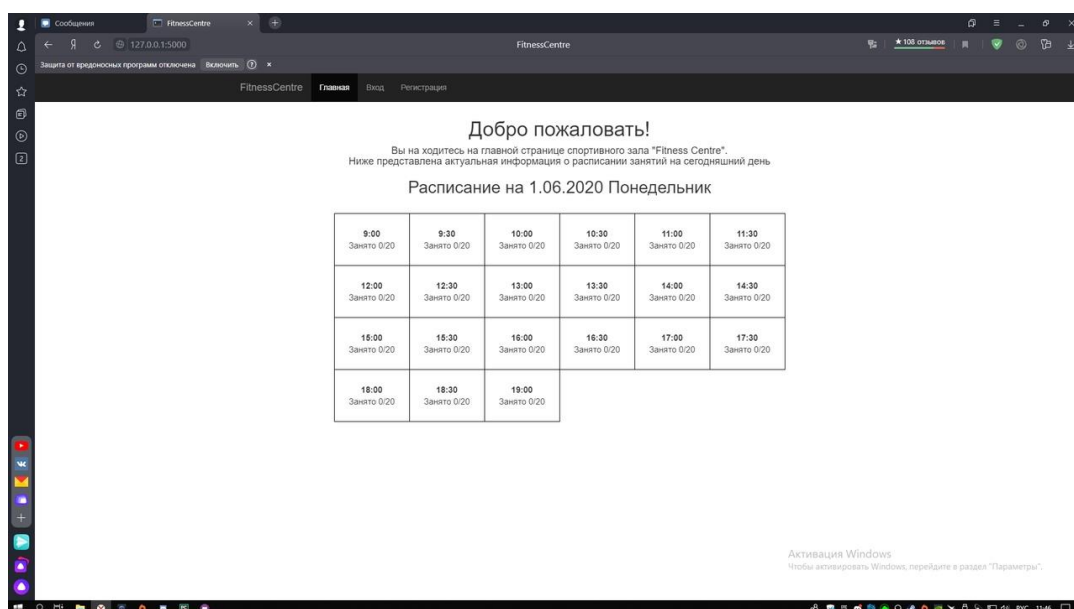 Сообщения
FitnessCentre
127.0.0.1:5000
FitnessCentre
★ 108 отзывов
Защита от вредоносных программ отключена Включить ?
FitnessCentre Главная Вход Регистрация
Добро пожаловать!
Вы на ходитесь на главной странице спортивного зала "Fitness Centre".
Ниже представлена актуальная информация о расписании занятий на сегодняшний день
Расписание на 1.06.2020 Понедельник
9:00 9:30 10:00 10:30 11:00 11:30
Занято 0/20 Занято 0/20 Занято 0/20 Занято 0/20 Занято 0/20 Занято 0/20
12:00 12:30 13:00 13:30 14:00 14:30
Занято 0/20 Занято 0/20 Занято 0/20 Занято 0/20 Занято 0/20 Занято 0/20
15:00 15:30 16:00 16:30 17:00 17:30
Занято 0/20 Занято 0/20 Занято 0/20 Занято 0/20 Занято 0/20 Занято 0/20
18:00 18:30 19:00
Занято 0/20 Занято 0/20 Занято 0/20
Активация Windows
Чтобы активировать Windows, перейдите в раздел "Параметры".
РУС 11:46